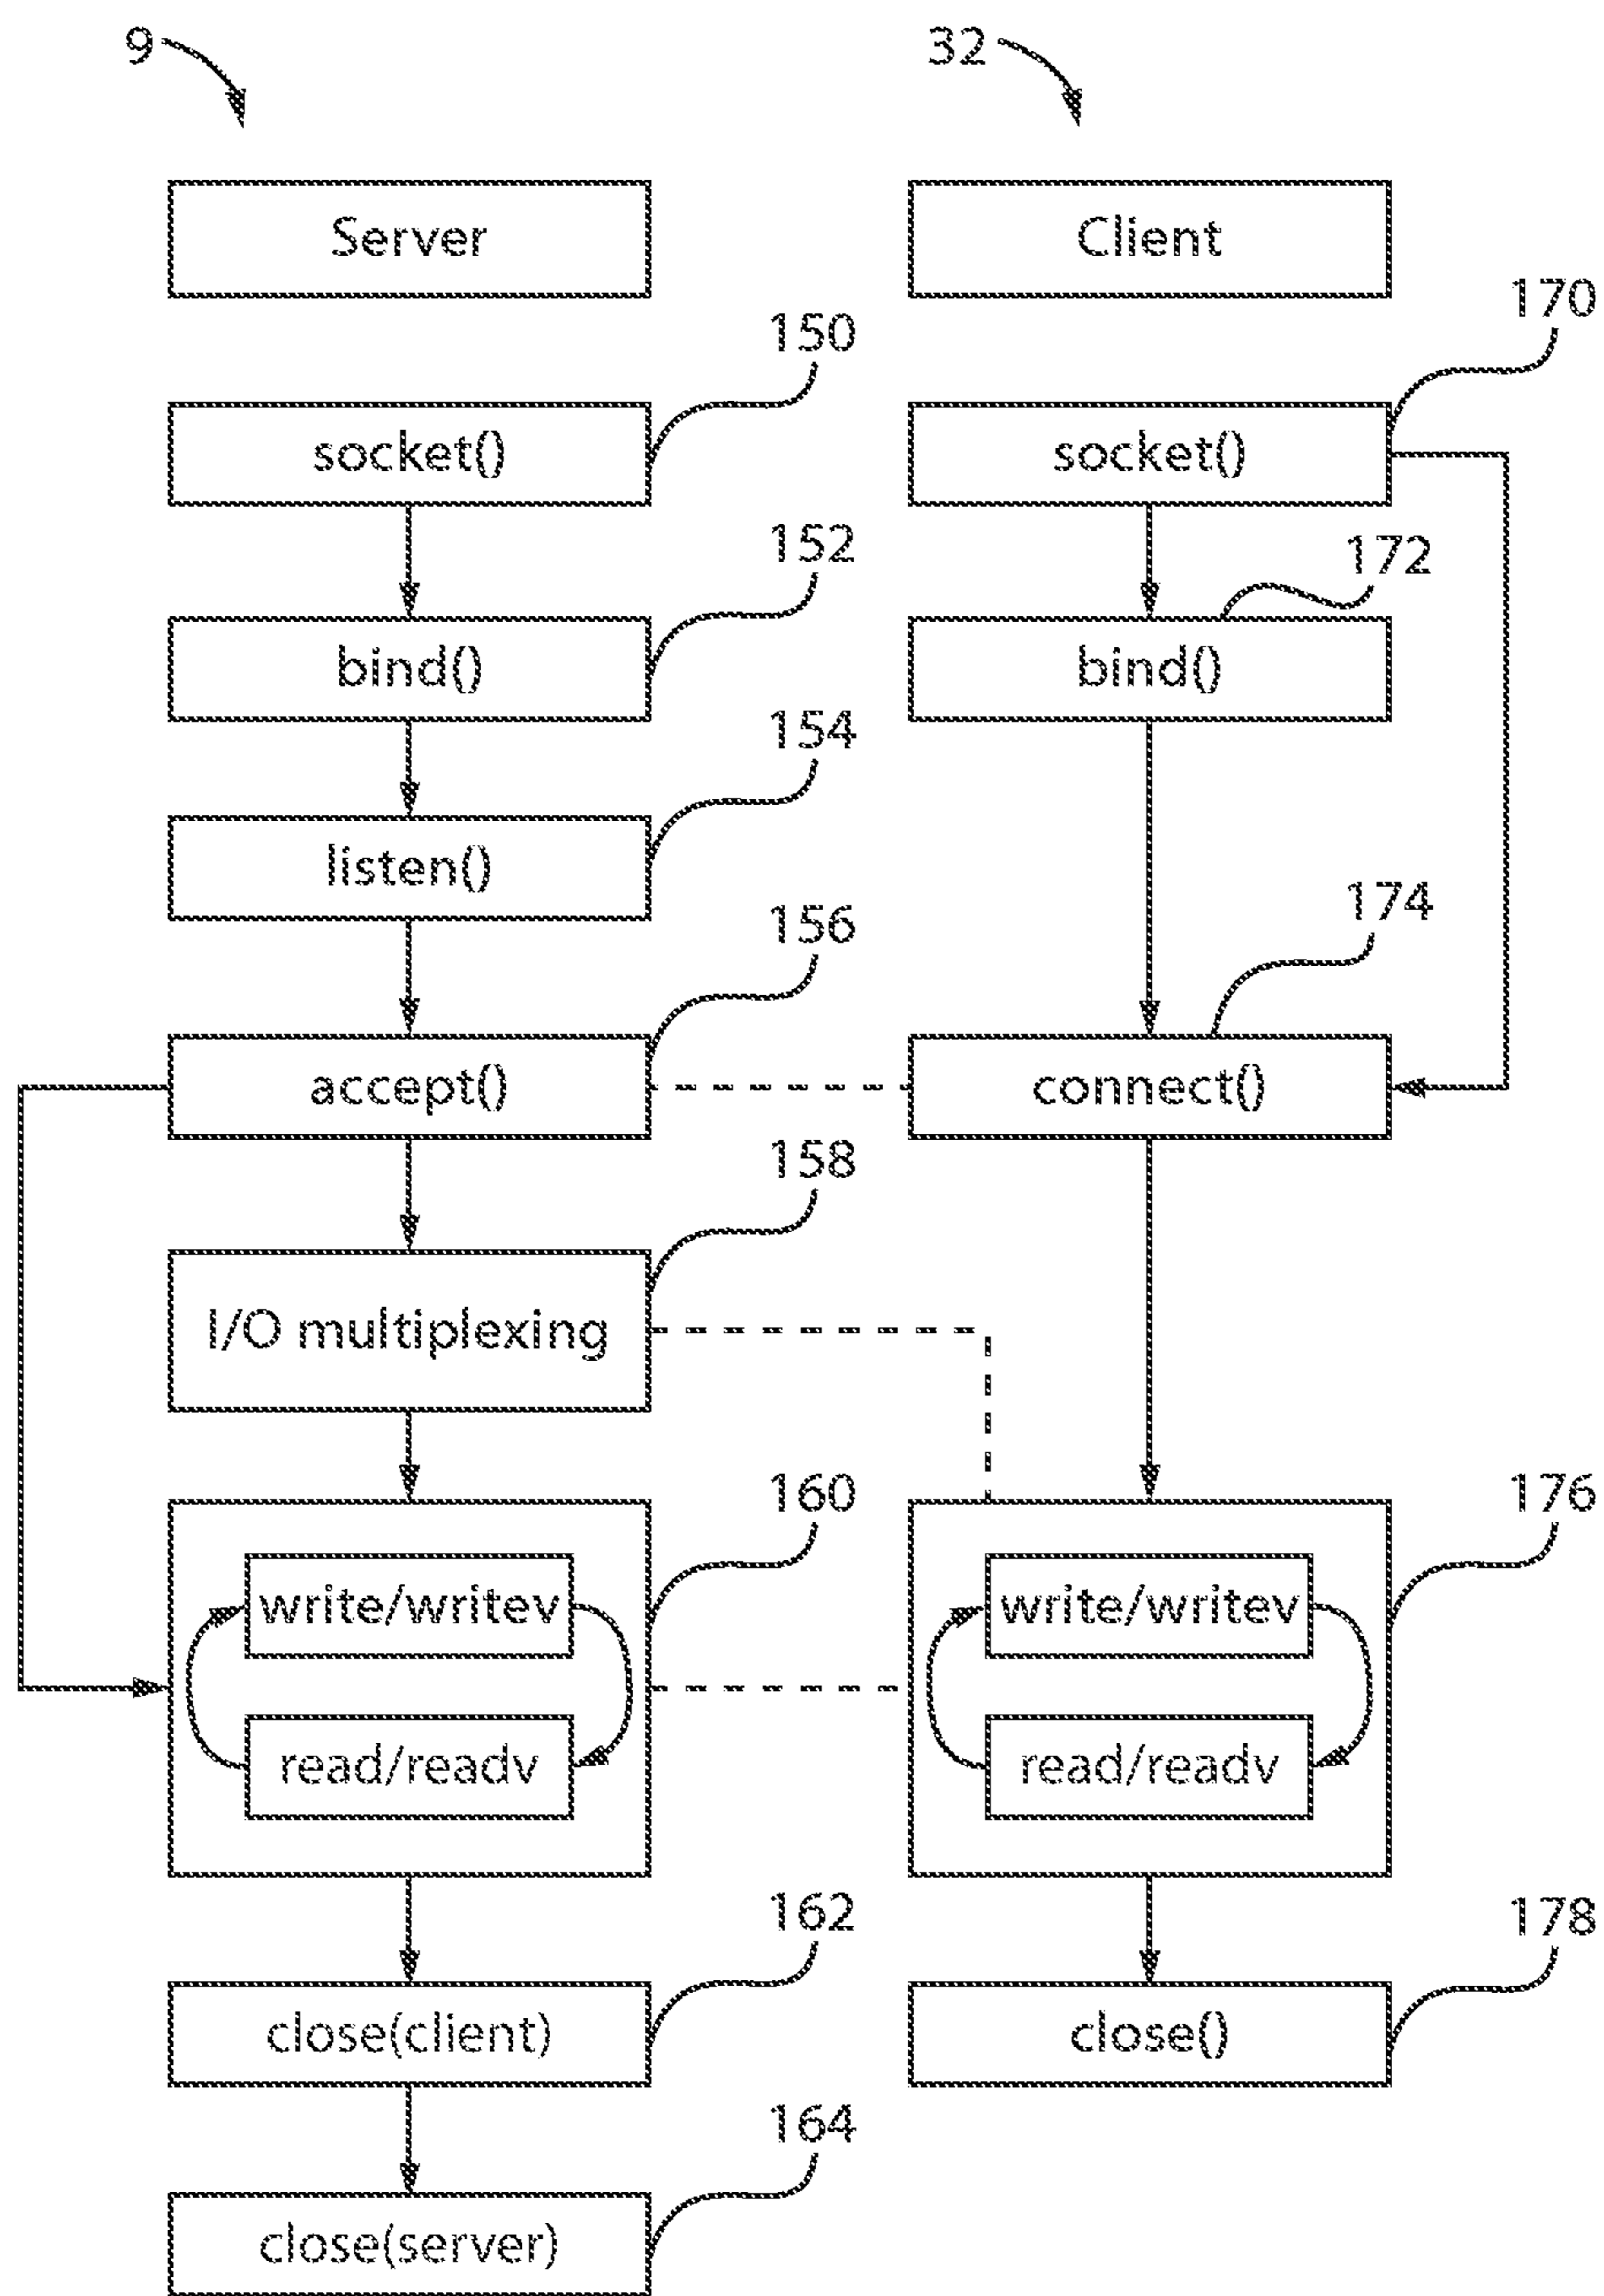 9
32
Server
Client
170
150
socket()
socket()
152
172
bind()
bind()
154
listen()
174
156
accept()
connect()
158
I/O multiplexing
160
176
write/writev
write/writev
read/readv
read/readv
162
178
close(client)
close()
164
close(server)